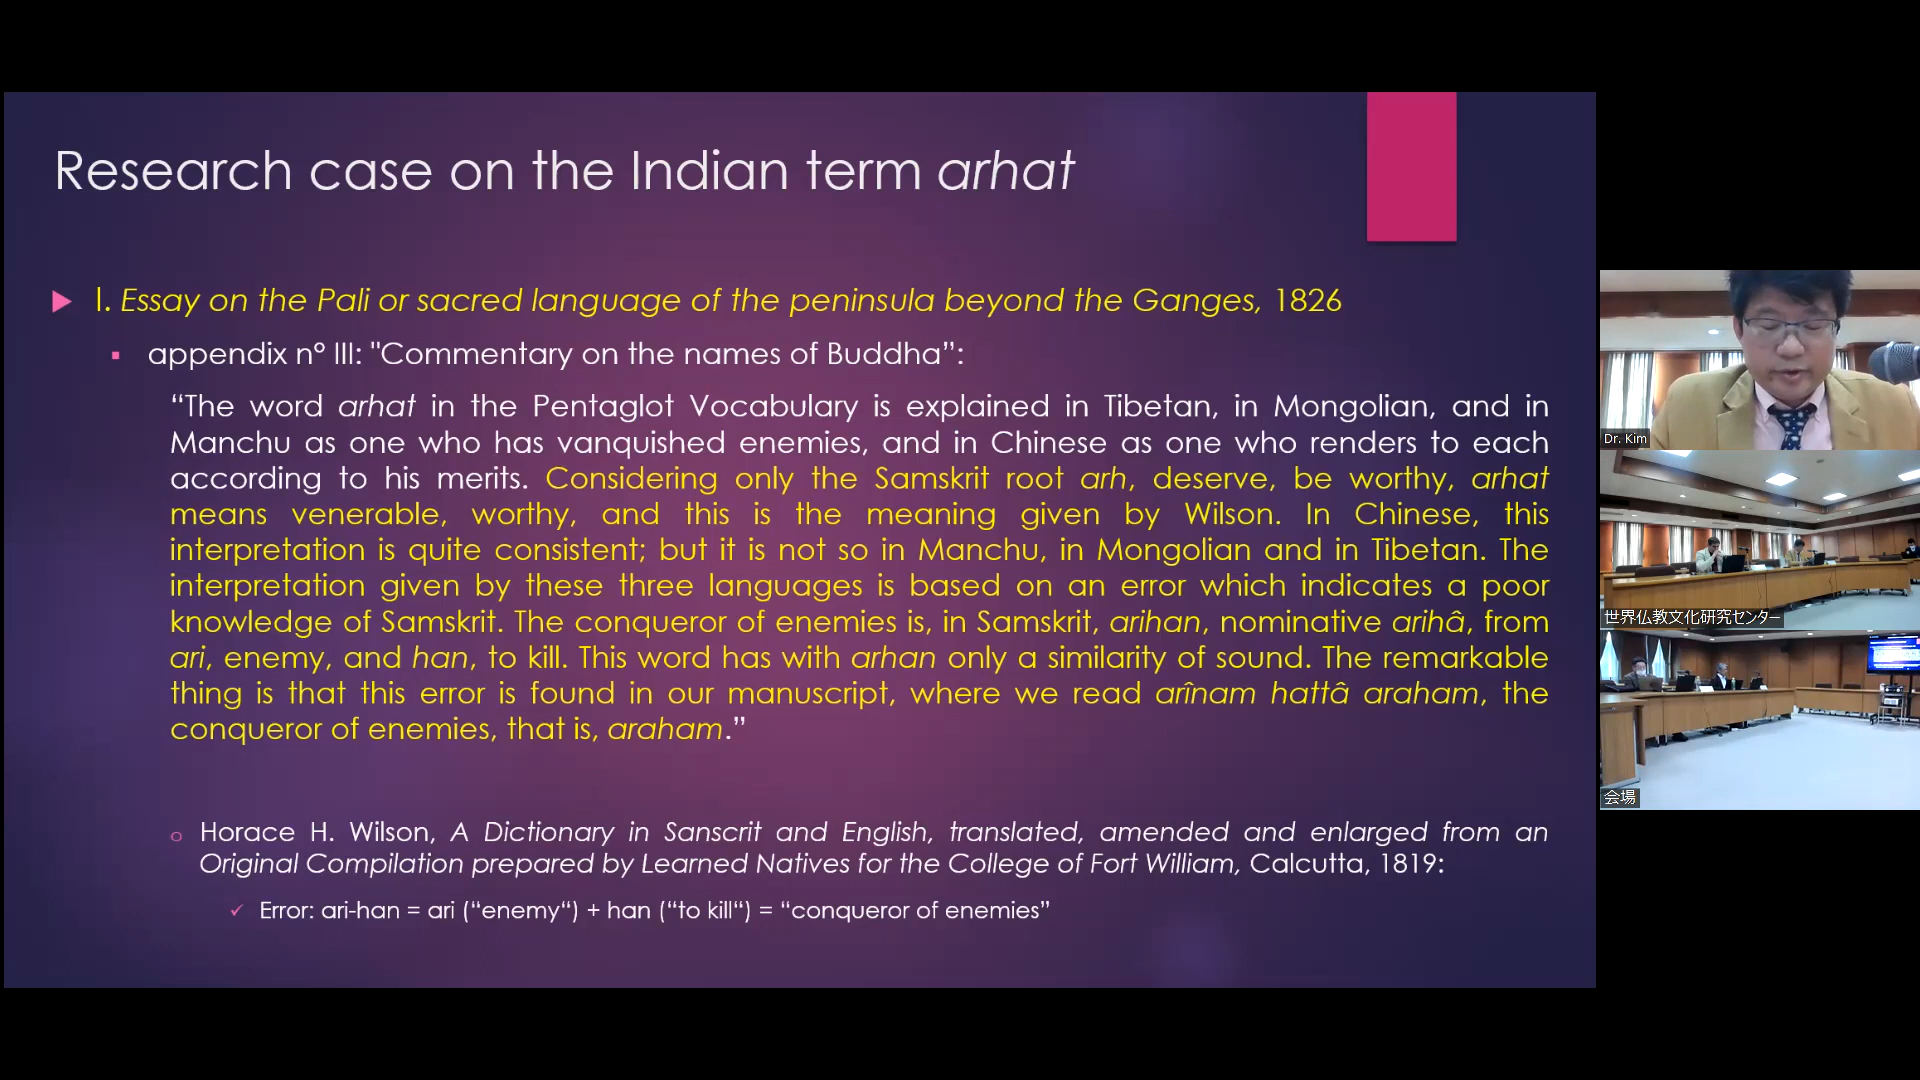 Research case on the Indian term arhat
I. Essay on the Pali or sacred language of the peninsula beyond the Ganges, 1826
appendix n° III: "Commentary on the names of Buddha”:
“The word arhat in the Pentaglot Vocabulary is explained in Tibetan, in Mongolian, and in
Manchu as one who has vanquished enemies, and in Chinese as one who renders to each
according to his merits. Considering only the Samskrit root arh, deserve, be worthy, arhat
means venerable, worthy, and this is the meaning given by Wilson. In Chinese, this
interpretation is quite consistent; but it is not so in Manchu, in Mongolian and in Tibetan. The
interpretation given by these three languages is based on an error which indicates a poor
knowledge of Samskrit. The conqueror of enemies is, in Samskrit, arihan, nominative arihâ, from
ari, enemy, and han, to kill. This word has with arhan only a similarity of sound. The remarkable
thing is that this error is found in our manuscript, where we read arînam hattâ araham, the
conqueror of enemies, that is, araham.”
Horace H. Wilson, A Dictionary in Sanscrit and English, translated, amended and enlarged from an
Original Compilation prepared by Learned Natives for the College of Fort William, Calcutta, 1819:
Error: ari-han = ari (“enemy“) + han (“to kill“) = “conqueror of enemies”
Dr. Kim
世界仏教文化研究センター
会場